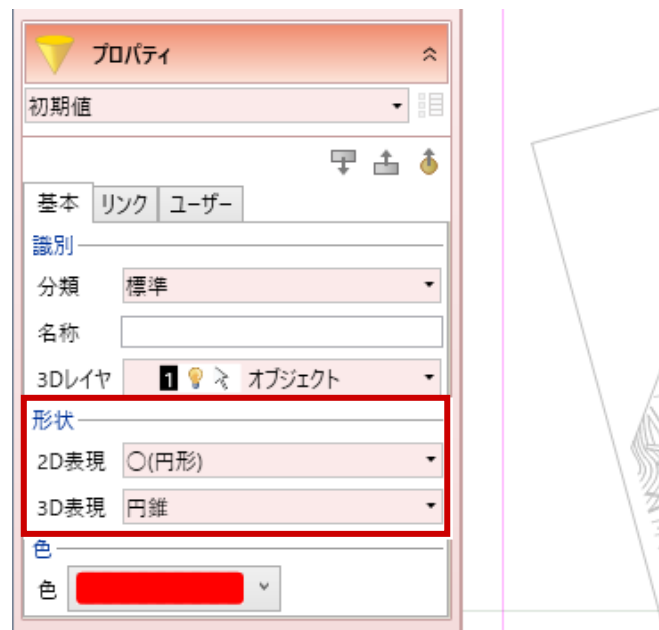 プロパティ
初期値
基本 リンク ユーザー
識別
分類 標準
名称
3Dレイヤ 1 オブジェクト
形状
2D表現 〇(円形)
3D表現 円錐
色
色